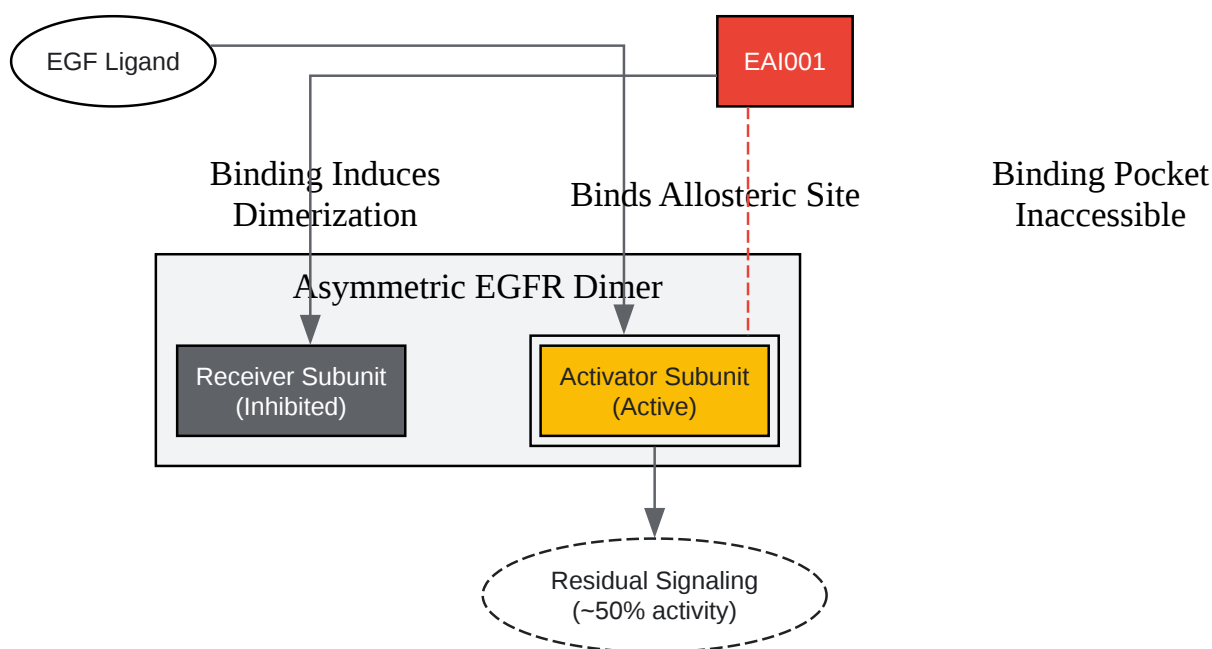 EGF Ligand
EAI001
Binding Induces
Dimerization
Binds Allosteric Site
Binding Pocket
Inaccessible
Asymmetric EGFR Dimer
Receiver Subunit
(Inhibited)
Activator Subunit
(Active)
Residual Signaling
(~50% activity)